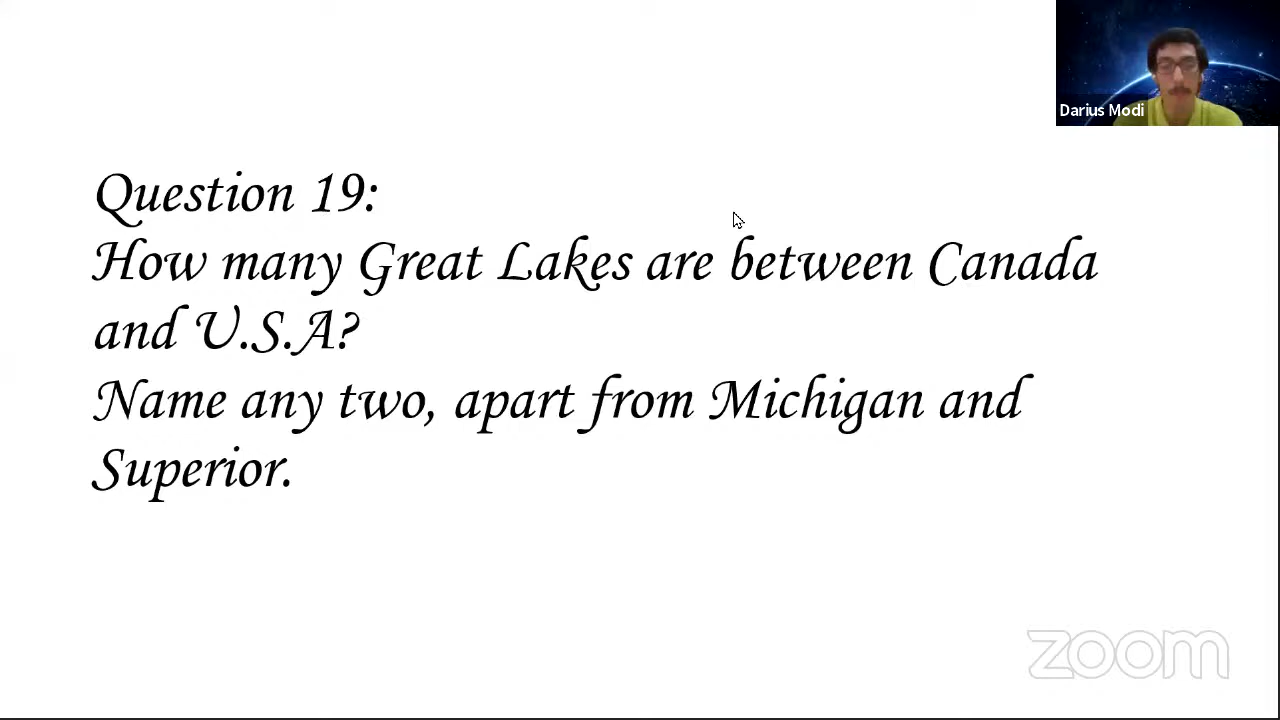 Darius Modi
Question 19:
How many Great Lakes are between Canada
and U.S.A?
Name any two, apart from Michigan and
Superior.
zoom